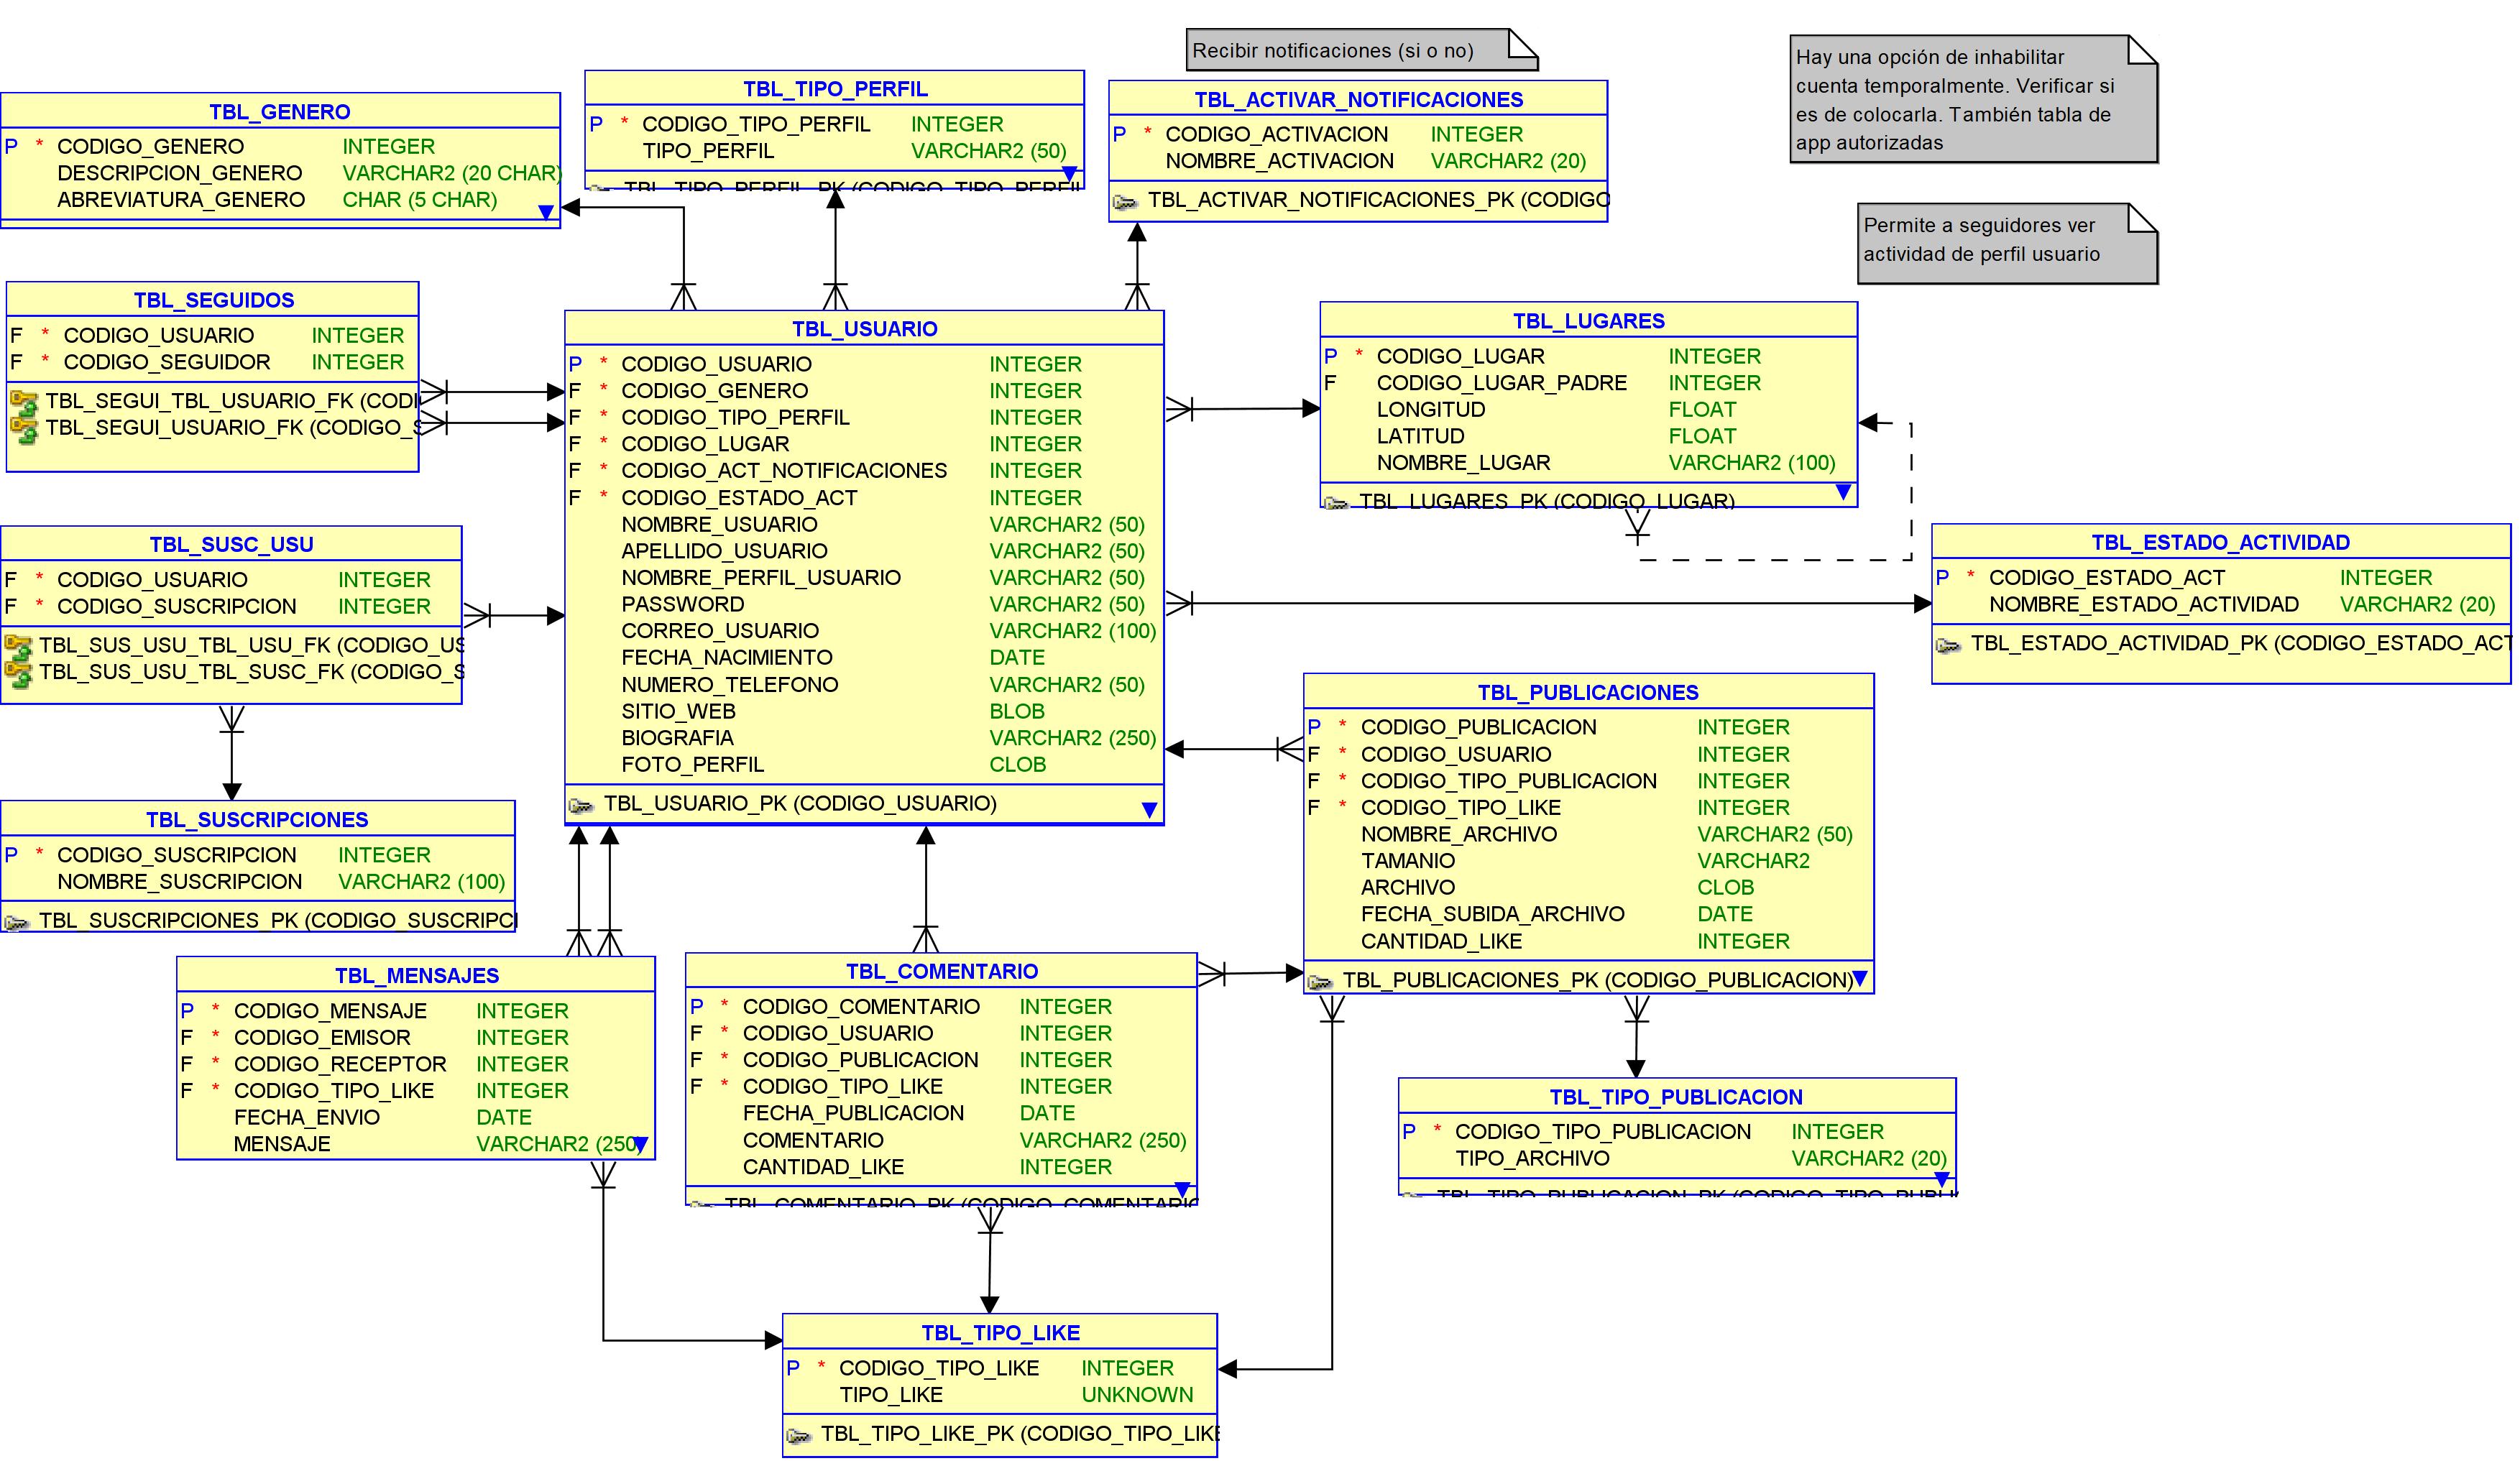 Recibir notificaciones (si o no)
Hay una opción de inhabilitar
cuenta temporalmente. Verificar si
es de colocarla. También tabla de
app autorizadas
Permite a seguidores ver
actividad de perfil usuario
TBL_GENERO
P * CODIGO_GENERO INTEGER
DESCRIPCION_GENERO VARCHAR2 (20 CHAR)
ABREVIATURA_GENERO CHAR (5 CHAR)
TBL_TIPO_PERFIL
P * CODIGO_TIPO_PERFIL INTEGER
TIPO_PERFIL VARCHAR2 (50)
TBL_TIPO_PERFIL_PK (CODIGO_TIPO_PERFIL
TBL_ACTIVAR_NOTIFICACIONES
P * CODIGO_ACTIVACION INTEGER
NOMBRE_ACTIVACION VARCHAR2 (20)
TBL_ACTIVAR_NOTIFICACIONES_PK (CODIGO
TBL_SEGUIDOS
F * CODIGO_USUARIO INTEGER
F * CODIGO_SEGUIDOR INTEGER
TBL_SEGUI_TBL_USUARIO_FK (CODI
TBL_SEGUI_USUARIO_FK (CODIGO_S
TBL_USUARIO
P * CODIGO_USUARIO INTEGER
F * CODIGO_GENERO INTEGER
F * CODIGO_TIPO_PERFIL INTEGER
F * CODIGO_LUGAR INTEGER
F * CODIGO_ACT_NOTIFICACIONES INTEGER
F * CODIGO_ESTADO_ACT INTEGER
NOMBRE_USUARIO VARCHAR2 (50)
APELLIDO_USUARIO VARCHAR2 (50)
NOMBRE_PERFIL_USUARIO VARCHAR2 (50)
PASSWORD VARCHAR2 (50)
CORREO_USUARIO VARCHAR2 (100)
FECHA_NACIMIENTO DATE
NUMERO_TELEFONO VARCHAR2 (50)
SITIO_WEB BLOB
BIOGRAFIA VARCHAR2 (250)
FOTO_PERFIL CLOB
TBL_USUARIO_PK (CODIGO_USUARIO)
TBL_LUGARES
P * CODIGO_LUGAR INTEGER
F CODIGO_LUGAR_PADRE INTEGER
LONGITUD FLOAT
LATITUD FLOAT
NOMBRE_LUGAR VARCHAR2 (100)
TBL_LUGARES_PK (CODIGO_LUGAR)
TBL_SUSC_USU
F * CODIGO_USUARIO INTEGER
F * CODIGO_SUSCRIPCION INTEGER
TBL_SUS_USU_TBL_USU_FK (CODIGO_US
TBL_SUS_USU_TBL_SUSC_FK (CODIGO_S
TBL_ESTADO_ACTIVIDAD
P * CODIGO_ESTADO_ACT INTEGER
NOMBRE_ESTADO_ACTIVIDAD VARCHAR2 (20)
TBL_ESTADO_ACTIVIDAD_PK (CODIGO_ESTADO_ACT
TBL_PUBLICACIONES
P * CODIGO_PUBLICACION INTEGER
F * CODIGO_USUARIO INTEGER
F * CODIGO_TIPO_PUBLICACION INTEGER
F * CODIGO_TIPO_LIKE INTEGER
NOMBRE_ARCHIVO VARCHAR2 (50)
TAMANIO VARCHAR2
ARCHIVO CLOB
FECHA_SUBIDA_ARCHIVO DATE
CANTIDAD_LIKE INTEGER
TBL_PUBLICACIONES_PK (CODIGO_PUBLICACION)
TBL_SUSCRIPCIONES
P * CODIGO_SUSCRIPCION INTEGER
NOMBRE_SUSCRIPCION VARCHAR2 (100)
TBL_SUSCRIPCIONES_PK (CODIGO_SUSCRIPCI
TBL_MENSAJES
P * CODIGO_MENSAJE INTEGER
F * CODIGO_EMISOR INTEGER
F * CODIGO_RECEPTOR INTEGER
F * CODIGO_TIPO_LIKE INTEGER
FECHA_ENVIO DATE
MENSAJE VARCHAR2 (250)
TBL_COMENTARIO
P * CODIGO_COMENTARIO INTEGER
F * CODIGO_USUARIO INTEGER
F * CODIGO_PUBLICACION INTEGER
F * CODIGO_TIPO_LIKE INTEGER
FECHA_PUBLICACION DATE
COMENTARIO VARCHAR2 (250)
CANTIDAD_LIKE INTEGER
TBL_COMENTARIO_PK (CODIGO_COMENTARIO
TBL_TIPO_PUBLICACION
P * CODIGO_TIPO_PUBLICACION INTEGER
TIPO_ARCHIVO VARCHAR2 (20)
TBL_TIPO_PUBLICACION_PK (CODIGO_TIPO_PUBLI
TBL_TIPO_LIKE
P * CODIGO_TIPO_LIKE INTEGER
TIPO_LIKE UNKNOWN
TBL_TIPO_LIKE_PK (CODIGO_TIPO_LIKE